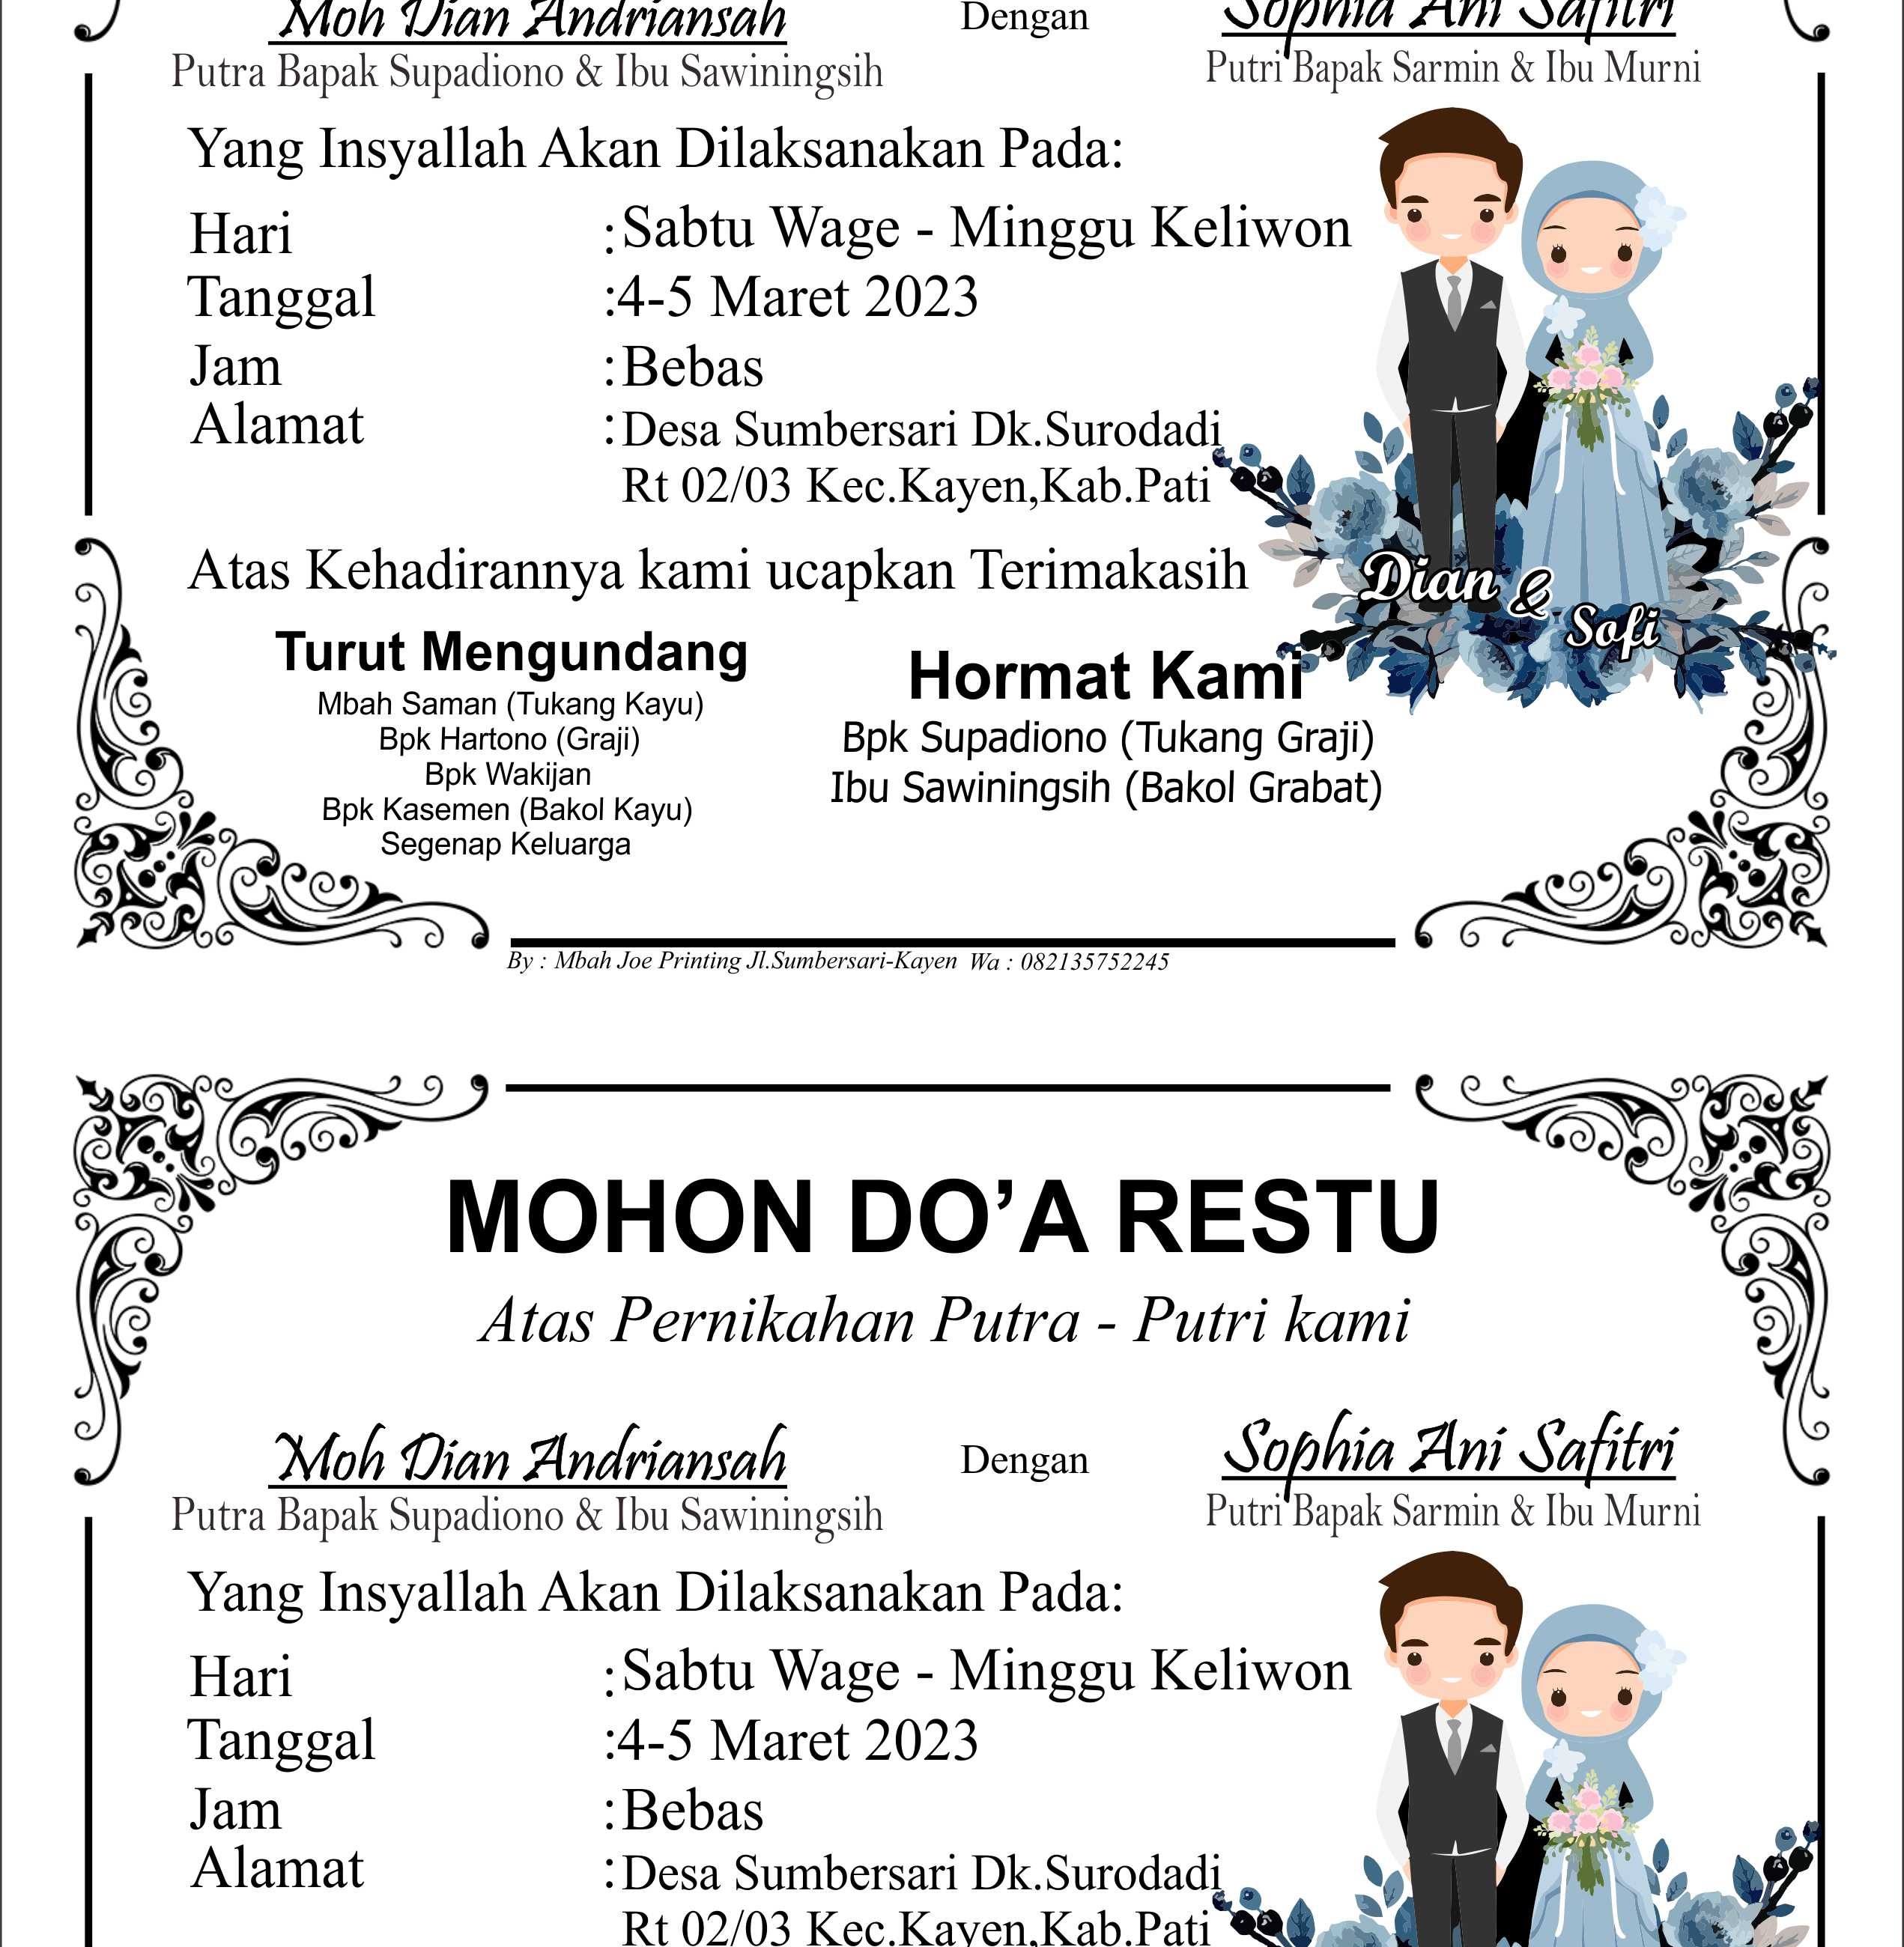 Moh Dian Andriansah Dengan Sophia Ani Safitri
Putra Bapak Supadiono & Ibu Sawiningsih Putri Bapak Sarmin & Ibu Murni
Yang Insyallah Akan Dilaksanakan Pada:
Hari :Sabtu Wage - Minggu Keliwon
Tanggal :4-5 Maret 2023
Jam :Bebas
Alamat :Desa Sumbersari Dk.Surodadi
Rt 02/03 Kec.Kayen,Kab.Pati
Atas Kehadirannya kami ucapkan Terimakasih
Dian &
Sofi
Turut Mengundang
Mbah Saman (Tukang Kayu)
Bpk Hartono (Graji)
Bpk Wakijan
Bpk Kasemen (Bakol Kayu)
Segenap Keluarga
Hormat Kami
Bpk Supadiono (Tukang Graji)
Ibu Sawiningsih (Bakol Grabat)
By : Mbah Joe Printing Jl.Sumbersari-Kayen Wa : 082135752245
MOHON DO’A RESTU
Atas Pernikahan Putra - Putri kami
Moh Dian Andriansah Dengan Sophia Ani Safitri
Putra Bapak Supadiono & Ibu Sawiningsih Putri Bapak Sarmin & Ibu Murni
Yang Insyallah Akan Dilaksanakan Pada:
Hari :Sabtu Wage - Minggu Keliwon
Tanggal :4-5 Maret 2023
Jam :Bebas
Alamat :Desa Sumbersari Dk.Surodadi
Rt 02/03 Kec.Kayen,Kab.Pati